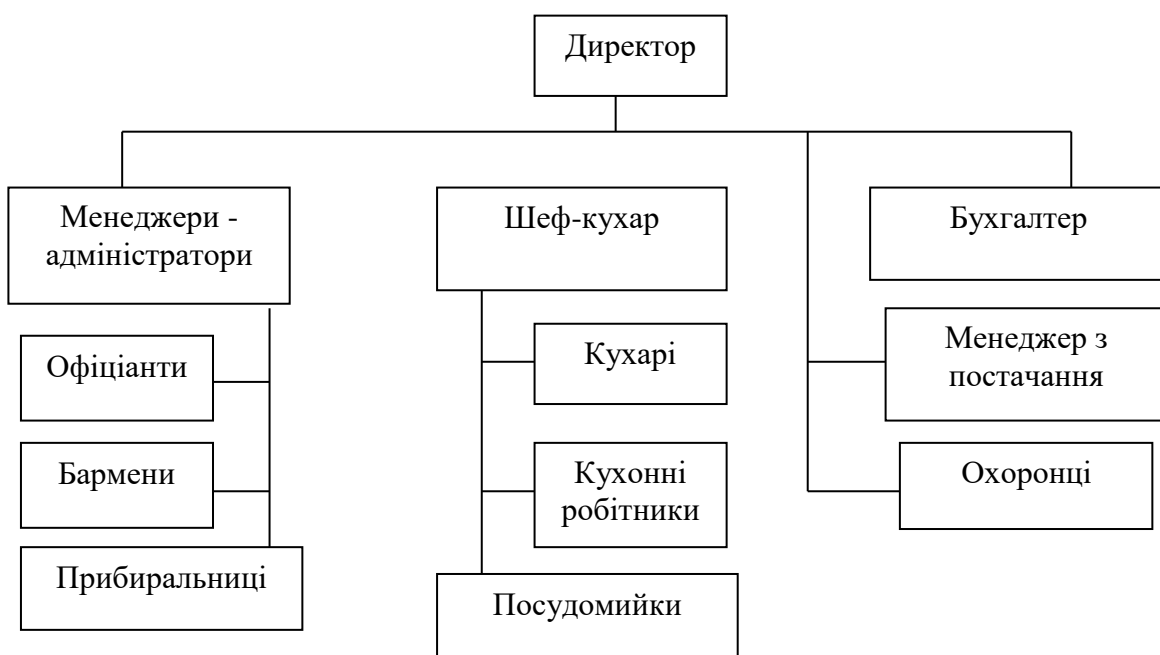 Директор
Менеджери -
адміністратори
Шеф-кухар
Бухгалтер
Офіціанти
Кухарі
Менеджер з
постачання
Бармени
Кухонні
робітники
Охоронці
Прибиральниці
Посудомийки